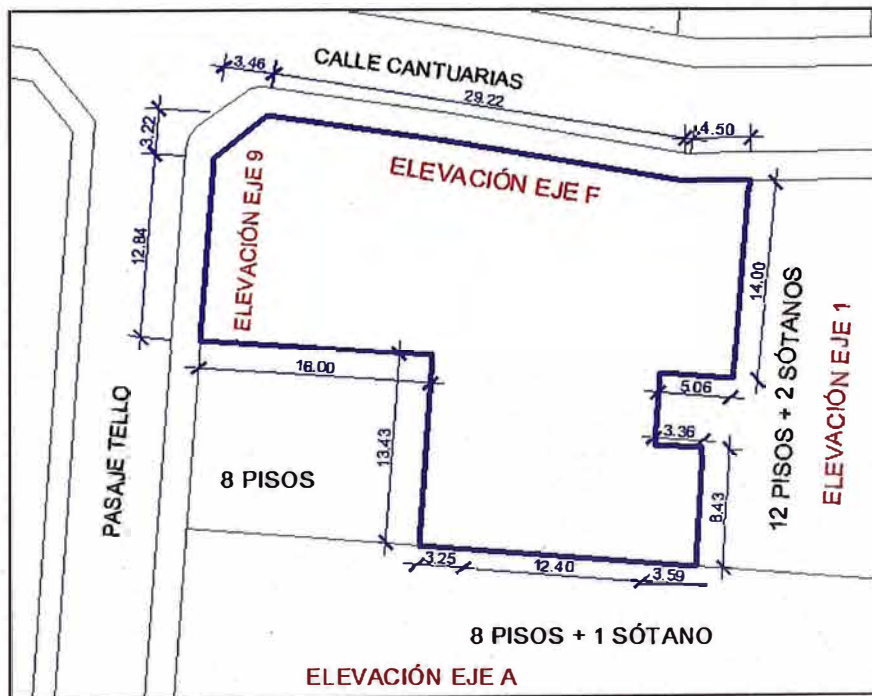 CALLE CANTUARIAS
3.46
29.22
4.50
3.22
12.84
ELEVACIÓN EJE 9
ELEVACIÓN EJE F
14.00
12 PISOS + 2 SÓTANOS
ELEVACIÓN EJE 1
16.00
5.06
3.36
13.43
8.43
PASAJE TELLO
8 PISOS
3.25
12.40
3.59
8 PISOS + 1 SÓTANO
ELEVACIÓN EJE A